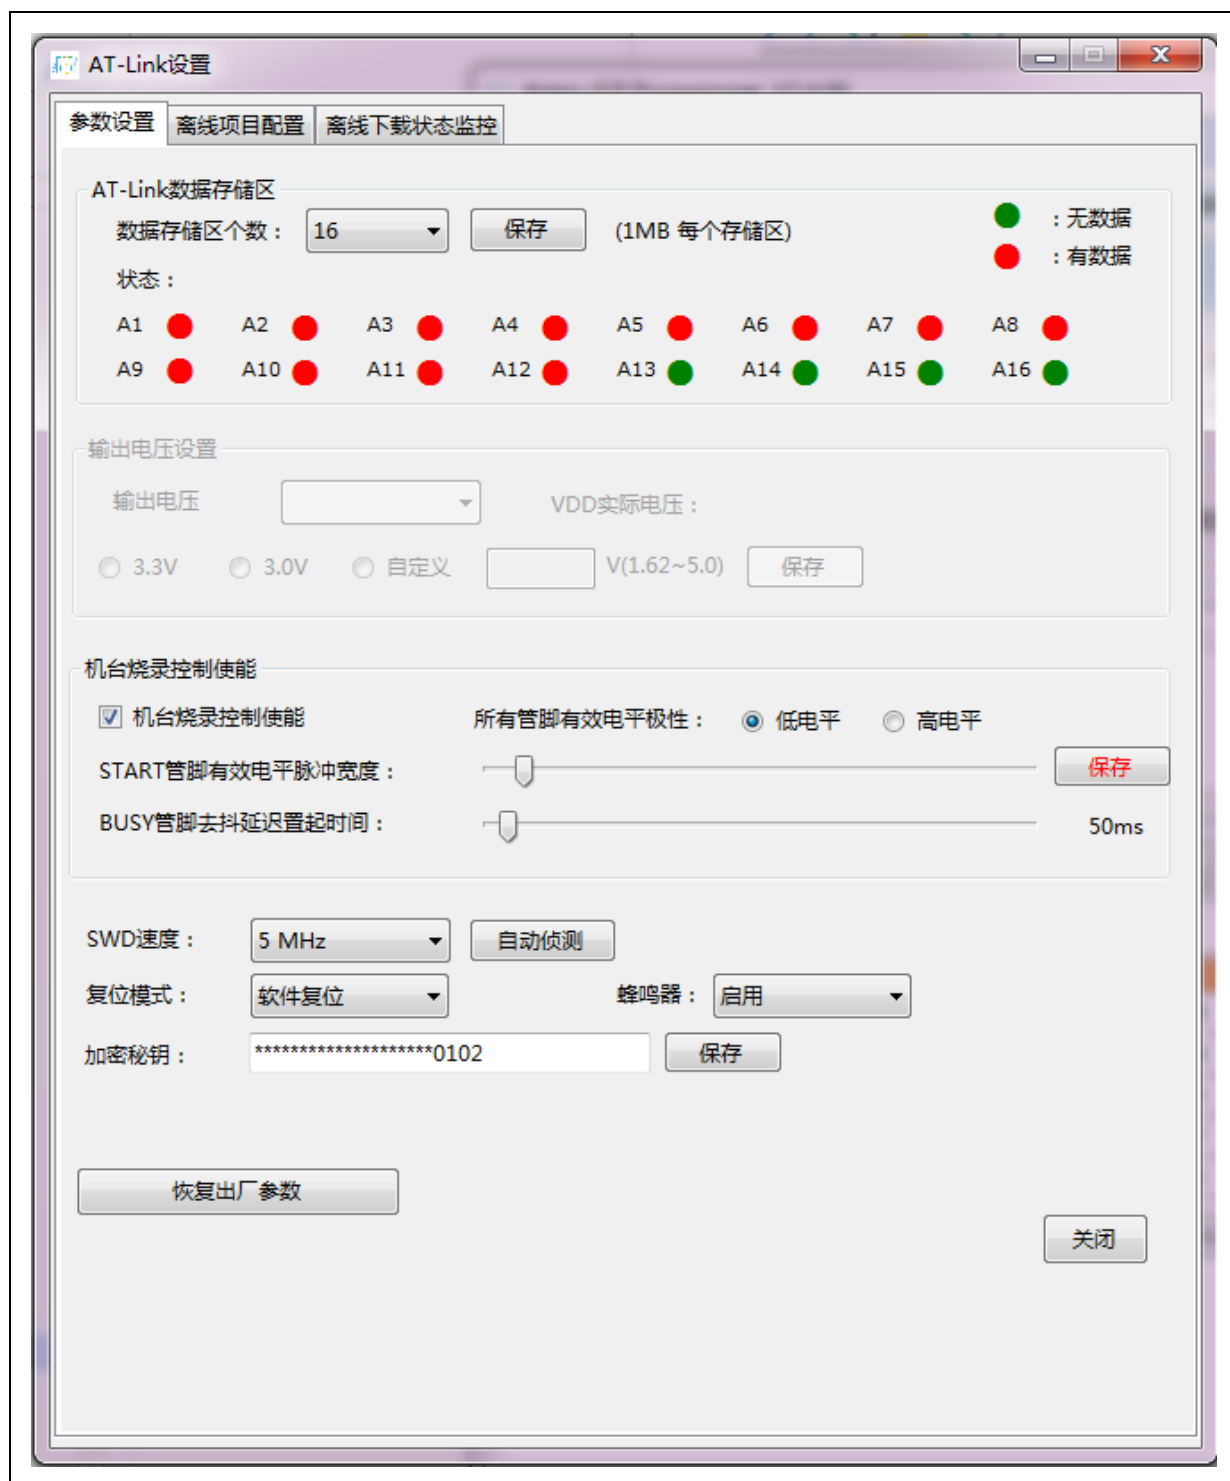 AT-Link设置
参数设置 离线项目配置 离线下载状态监控
AT-Link数据存储区
数据存储区个数： 16 保存 (1MB 每个存储区) ：无数据
：有数据
状态：
A1 A2 A3 A4 A5 A6 A7 A8
A9 A10 A11 A12 A13 A14 A15 A16
输出电压设置
输出电压 VDD实际电压：
3.3V 3.0V 自定义 V(1.62~5.0) 保存
机台烧录控制使能
机台烧录控制使能 所有管脚有效电平极性： 低电平 高电平
START管脚有效电平脉冲宽度： 保存
BUSY管脚去抖延迟置起时间： 50ms
SWD速度： 5 MHz 自动侦测
复位模式： 软件复位 蜂鸣器： 启用
加密秘钥： ********************0102 保存
恢复出厂参数
关闭